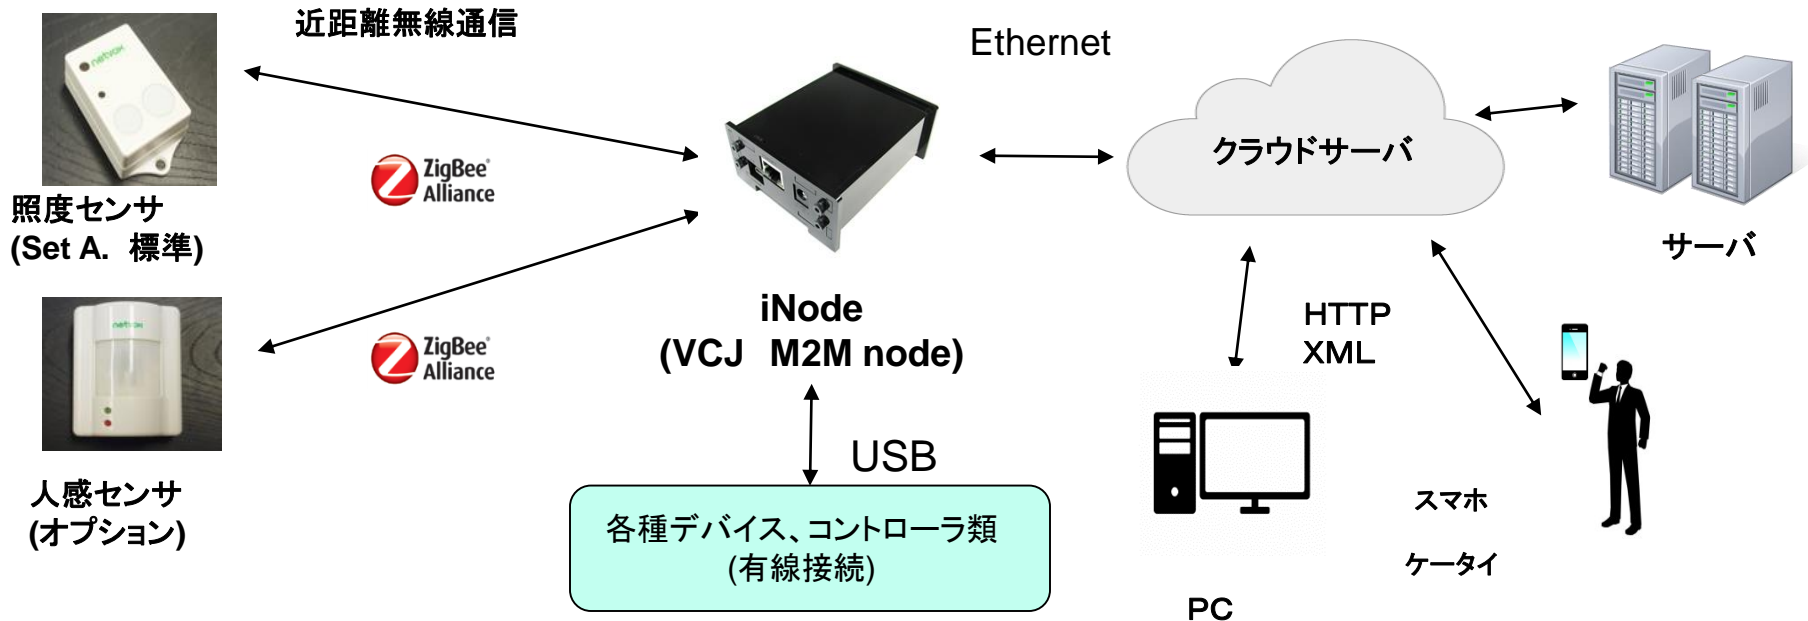 近距離無線通信
netvox
照度センサ
(Set A. 標準)
ZigBee®
Alliance
netvox
人感センサ
(オプション)
ZigBee®
Alliance
iNode
(VCJ M2M node)
USB
各種デバイス、コントローラ類
(有線接続)
Ethernet
クラウドサーバ
サーバ
HTTP
XML
PC
スマホ
ケータイ